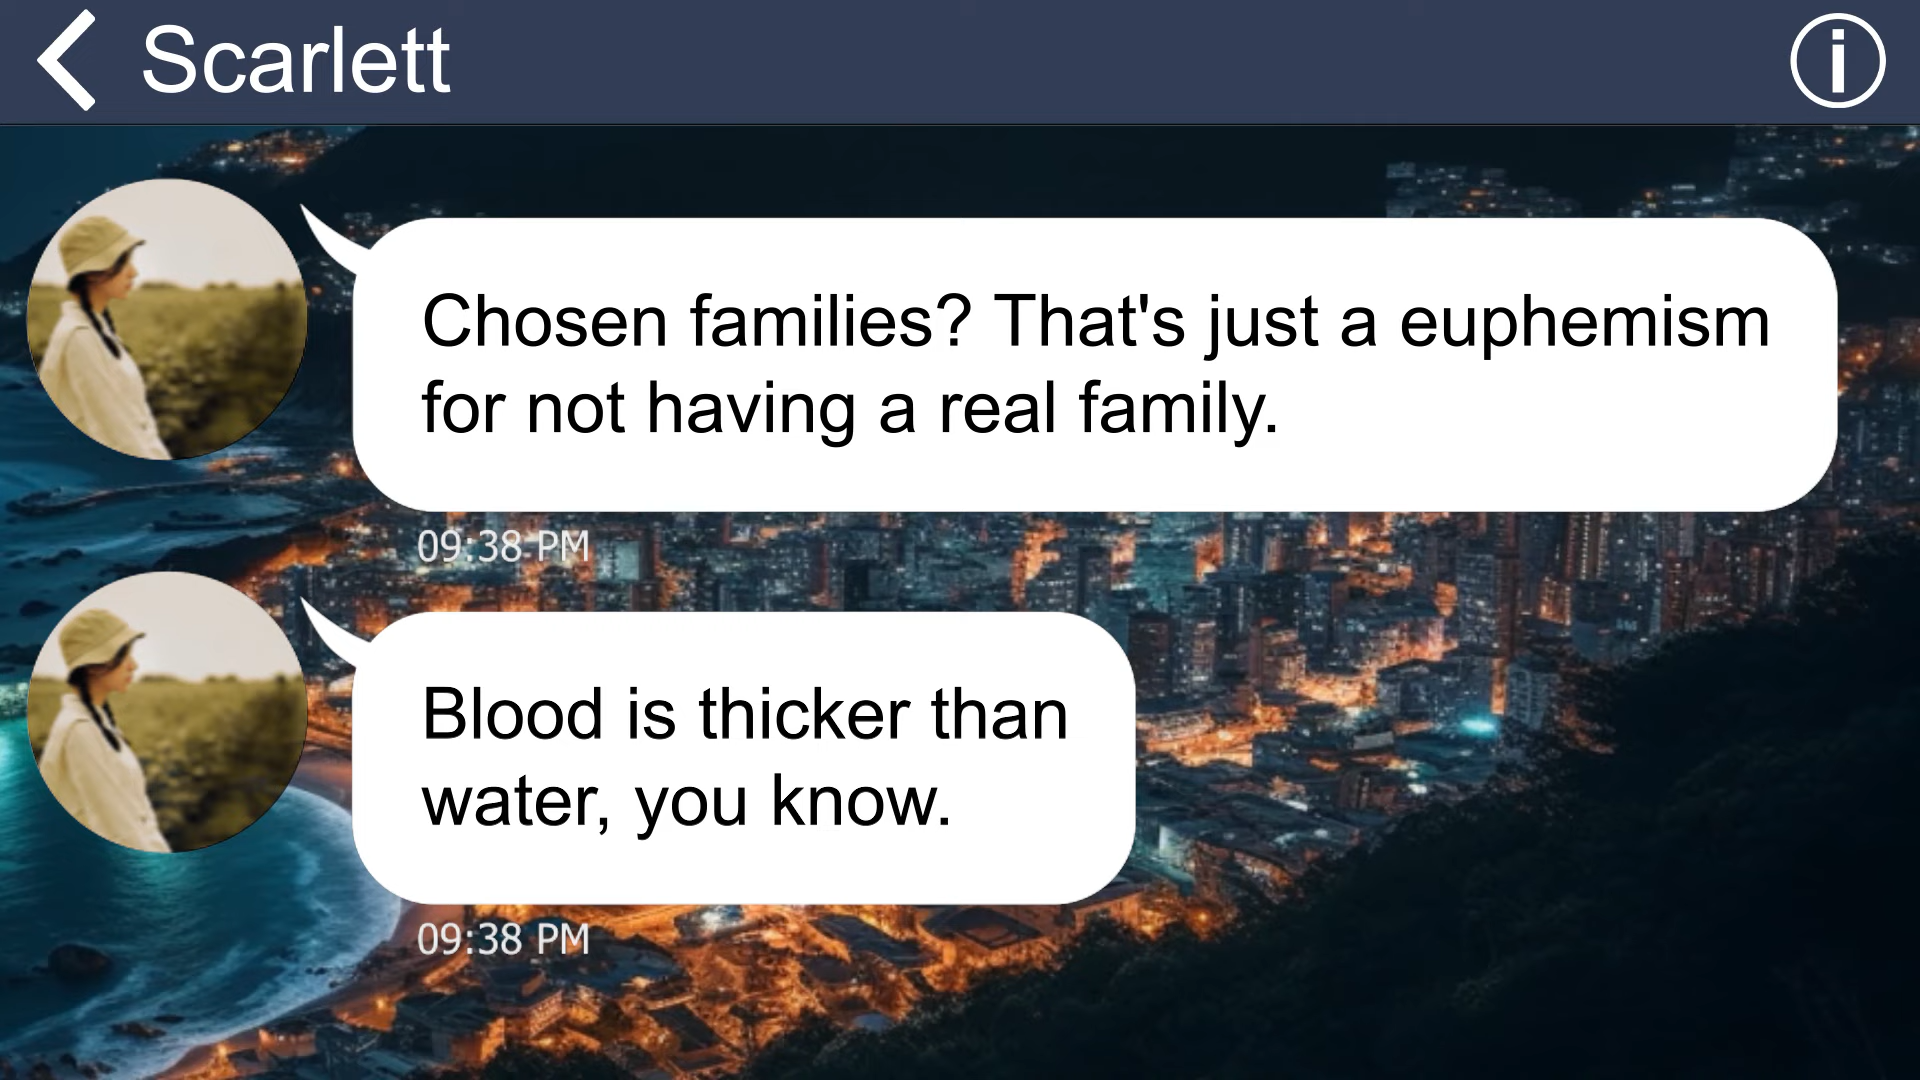 Scarlett
Chosen families? That's just a euphemism
for not having a real family.
09:38 PM
Blood is thicker than
water, you know.
09:38 PM